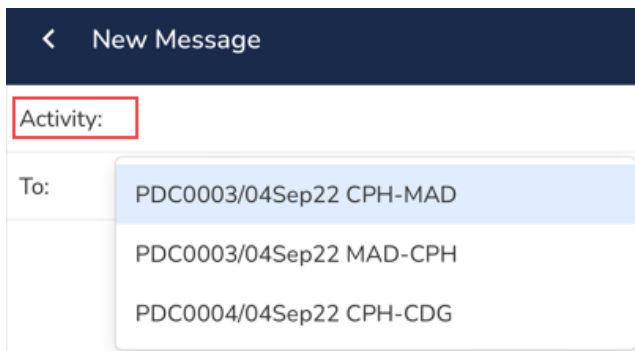 New Message
Activity:
To:
PDC0003/04Sep22 CPH-MAD
PDC0003/04Sep22 MAD-CPH
PDC0004/04Sep22 CPH-CDG